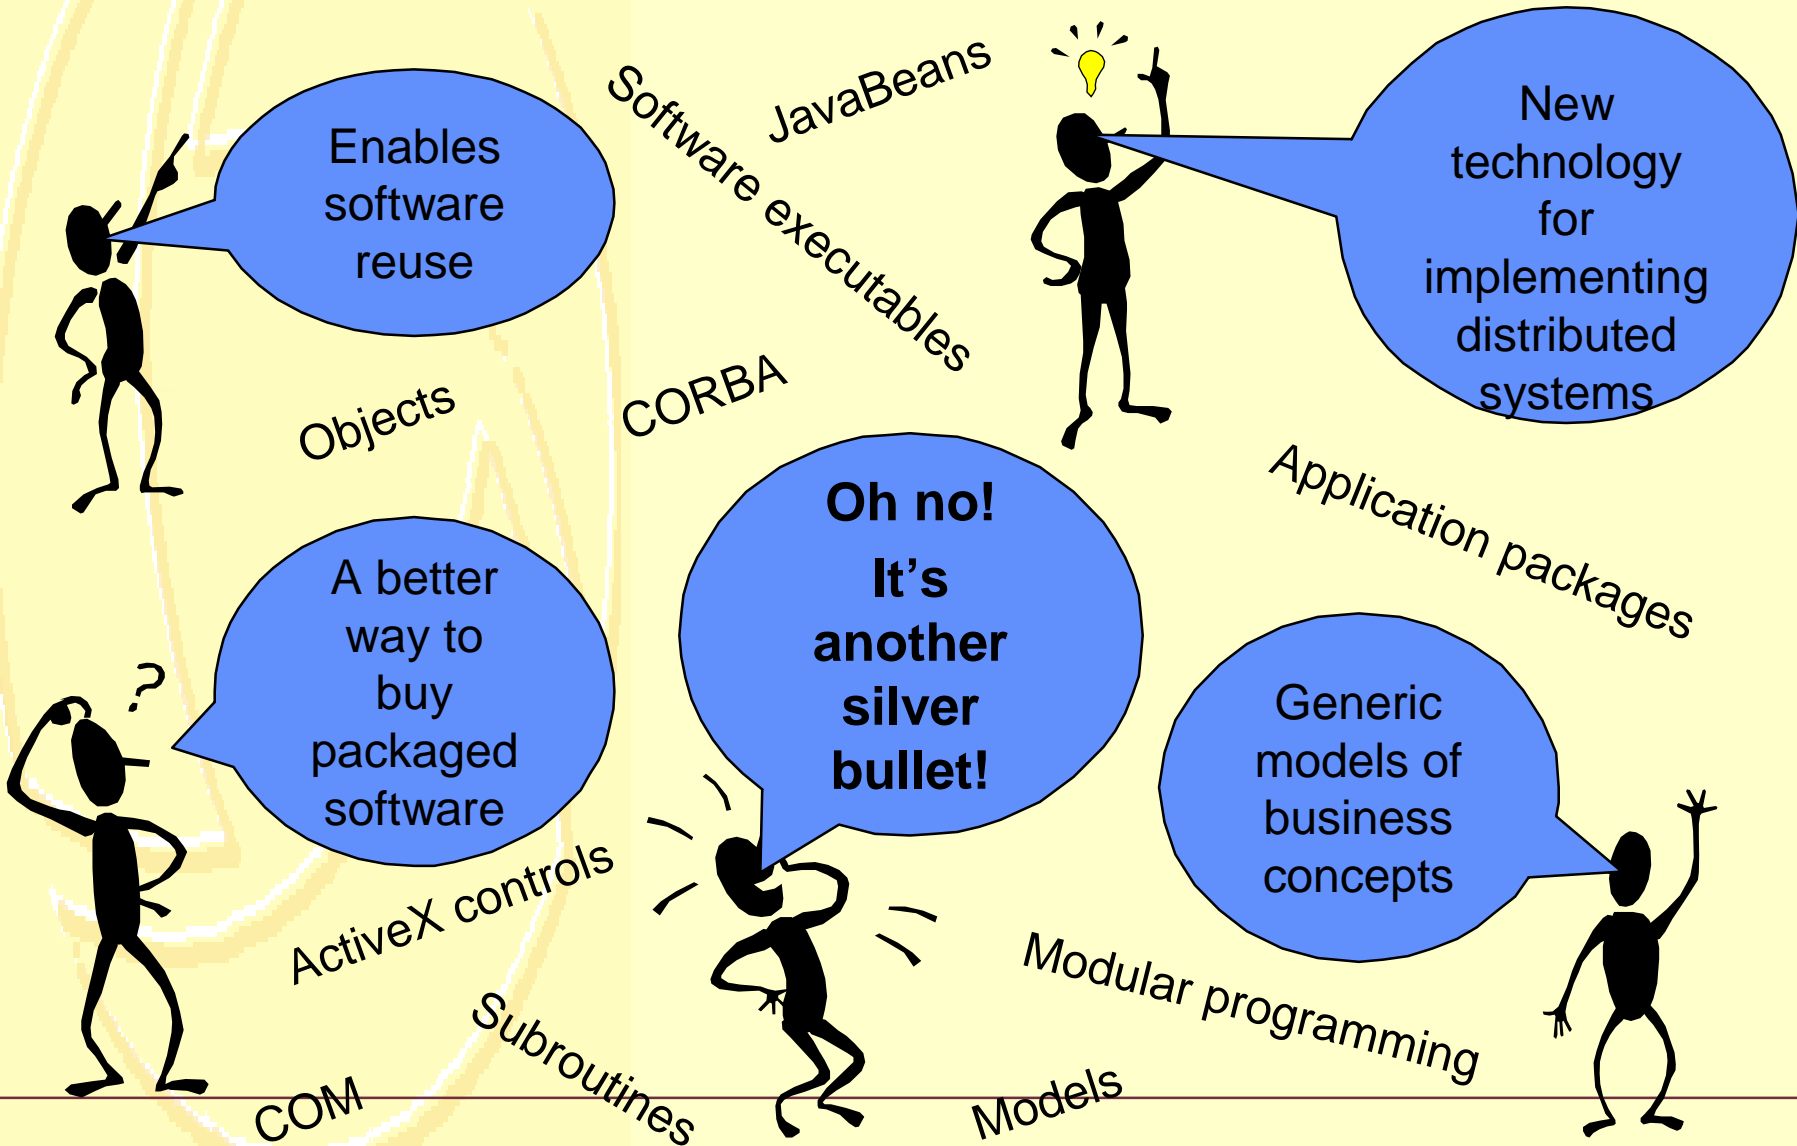 Enables
software
reuse
Software executables
JavaBeans
New
technology
for
implementing
distributed
systems
Objects
CORBA
Application packages
A better
way to
buy
packaged
software
?
Oh no!
It’s
another
silver
bullet!
Generic
models of
business
concepts
ActiveX controls
Subroutines
Modular programming
COM
Models